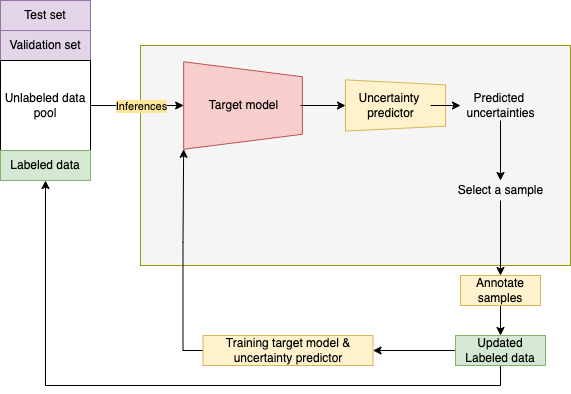 Test set
Validation set
Unlabeled data
pool
Labeled data
Inferences
Target model
Uncertainty
predictor
Predicted
uncertainties
Select a sample
Annotate
samples
Updated
Labeled data
Training target model &
uncertainty predictor